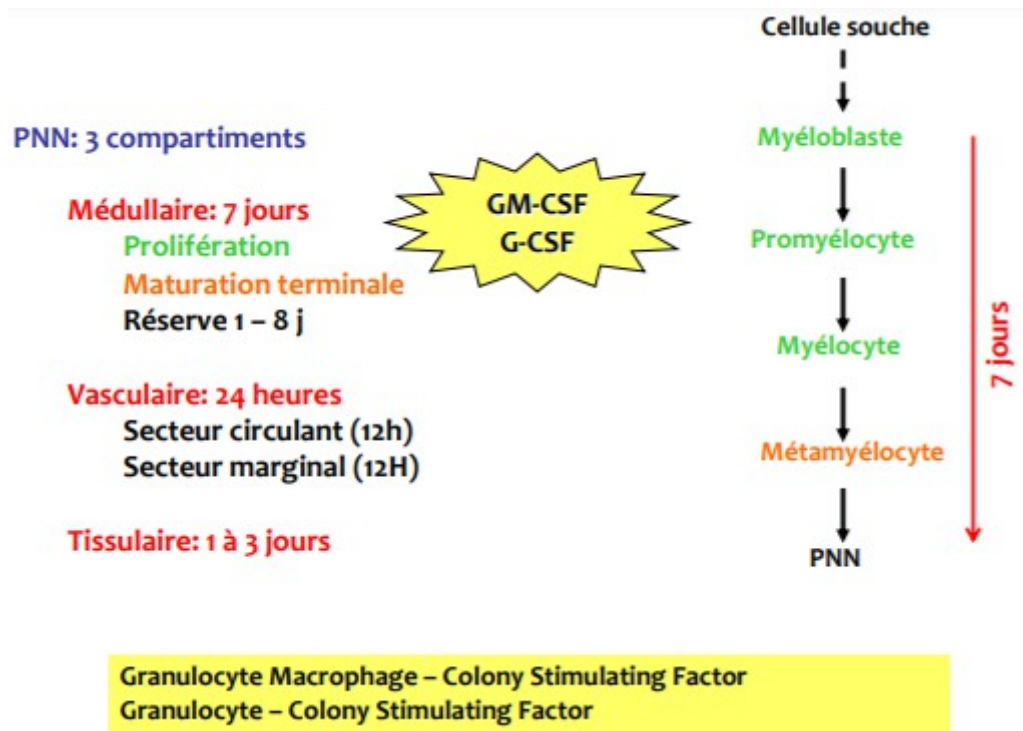 Cellule souche
PNN: 3 compartiments
Myéloblaste
Médullaire: 7 jours
GM-CSF
G-CSF
Prolifération
Promyélocyte
Maturation terminale
Réserve 1 – 8 j
Myélocyte
7 jours
Vasculaire: 24 heures
Secteur circulant (12h)
Secteur marginal (12H)
Métamyélocyte
Tissulaire: 1 à 3 jours
PNN
Granulocyte Macrophage – Colony Stimulating Factor
Granulocyte – Colony Stimulating Factor